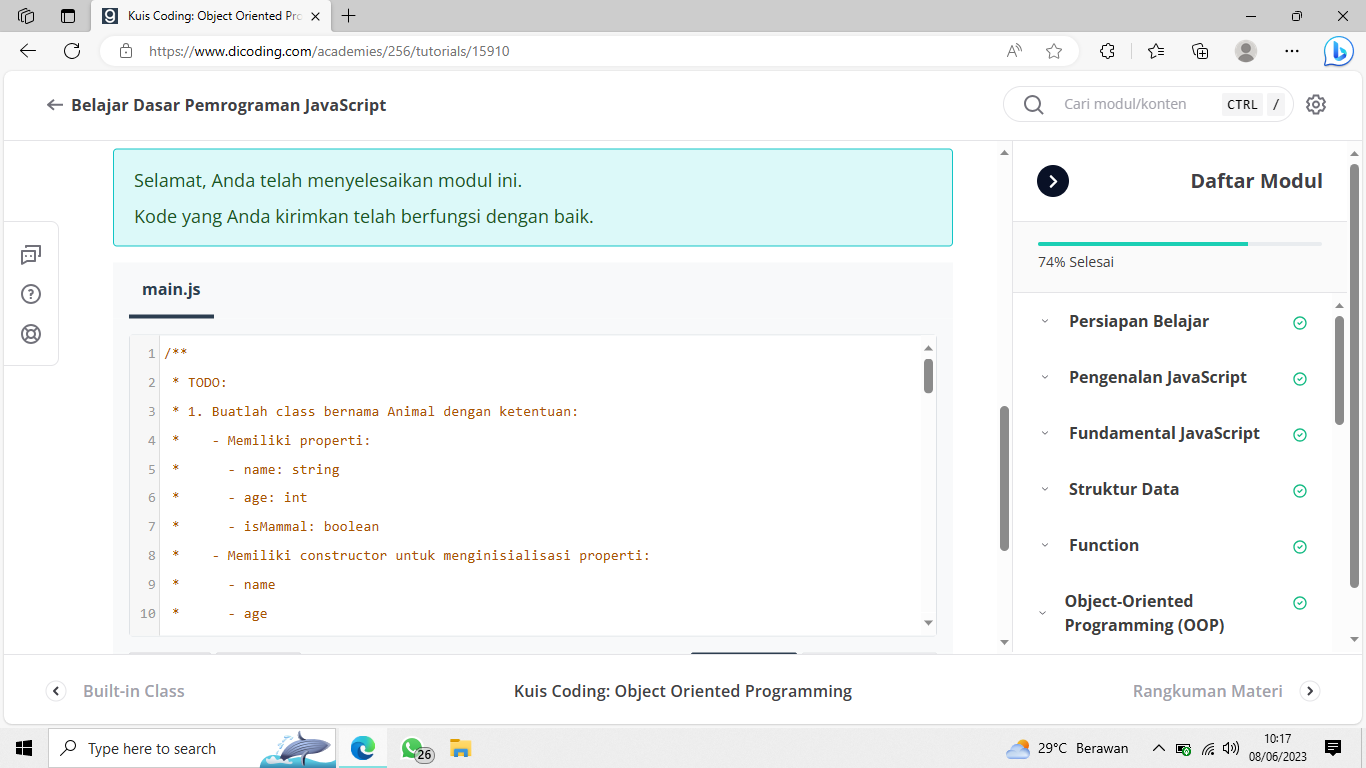 Kuis Coding: Object Oriented Pro
https://www.dicoding.com/academies/256/tutorials/15910
Belajar Dasar Pemrograman JavaScript
Cari modul/konten
CTRL /
Selamat, Anda telah menyelesaikan modul ini.
Kode yang Anda kirimkan telah berfungsi dengan baik.
main.js
1 /**
2 * TODO:
3 * 1. Buatlah class bernama Animal dengan ketentuan:
4 * - Memiliki properti:
5 * - name: string
6 * - age: int
7 * - isMammal: boolean
8 * - Memiliki constructor untuk menginisialisasi properti:
9 * - name
10 * - age
Daftar Modul
74% Selesai
Persiapan Belajar
Pengenalan JavaScript
Fundamental JavaScript
Struktur Data
Function
Object-Oriented
Programming (OOP)
Built-in Class
Kuis Coding: Object Oriented Programming
Rangkuman Materi
Type here to search
26
29°C Berawan
10:17
08/06/2023